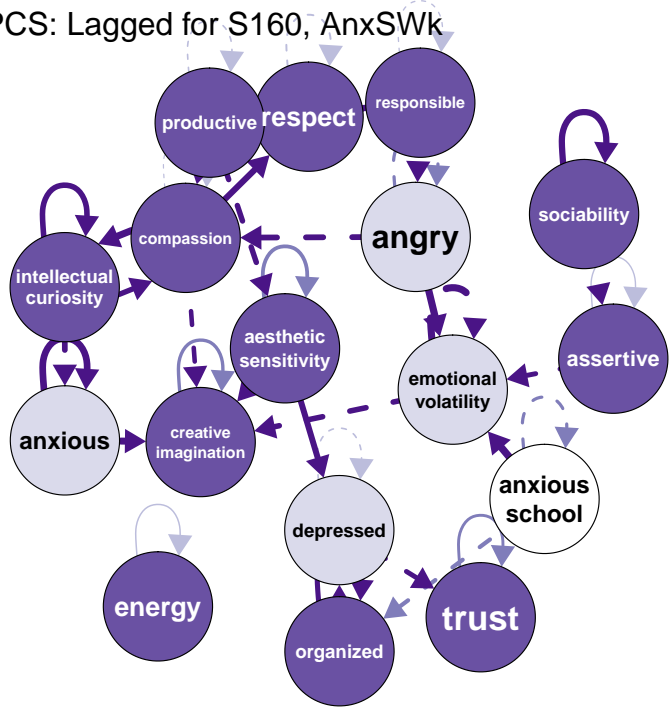 PCS: Lagged for S160, AnxSWk
productive
respect
responsible
compassion
angry
sociability
intellectual
curiosity
aesthetic
sensitivity
emotional
volatility
assertive
anxious
creative
imagination
anxious
school
depressed
energy
trust
organized